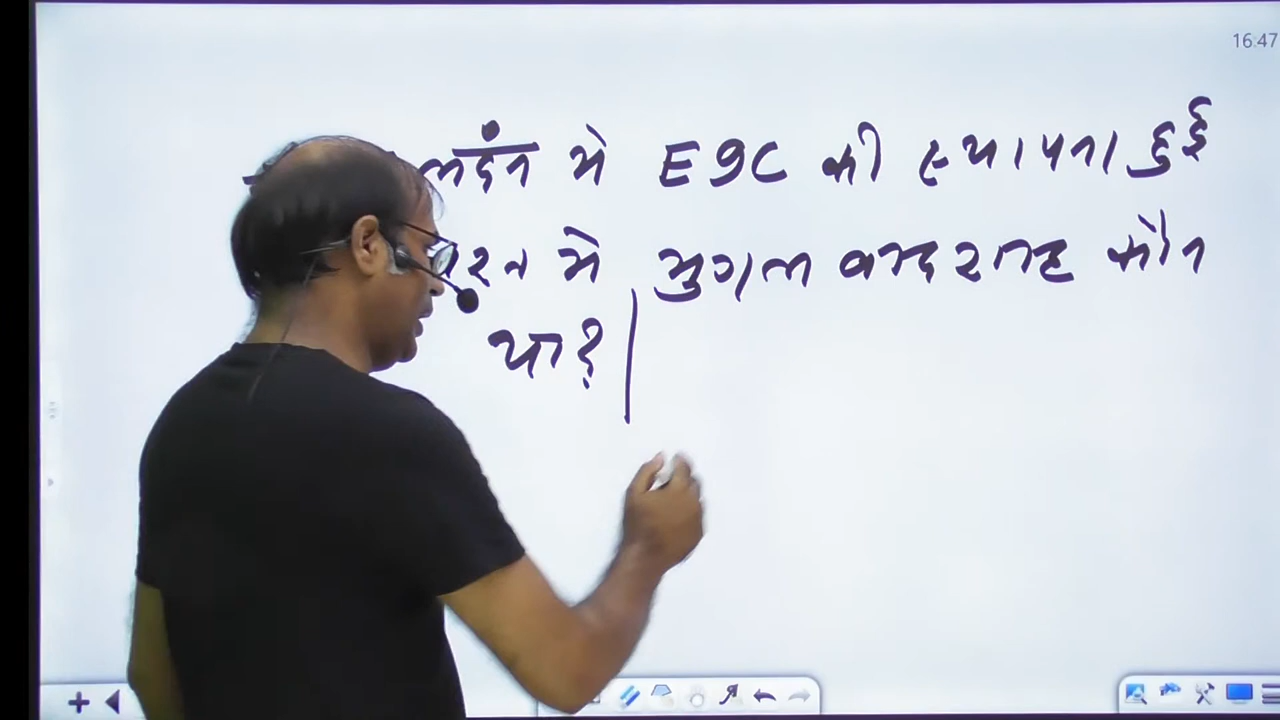 16:47
लंदन में EIC की स्थापना हुई
में मुगल बादशाह कौन
था?